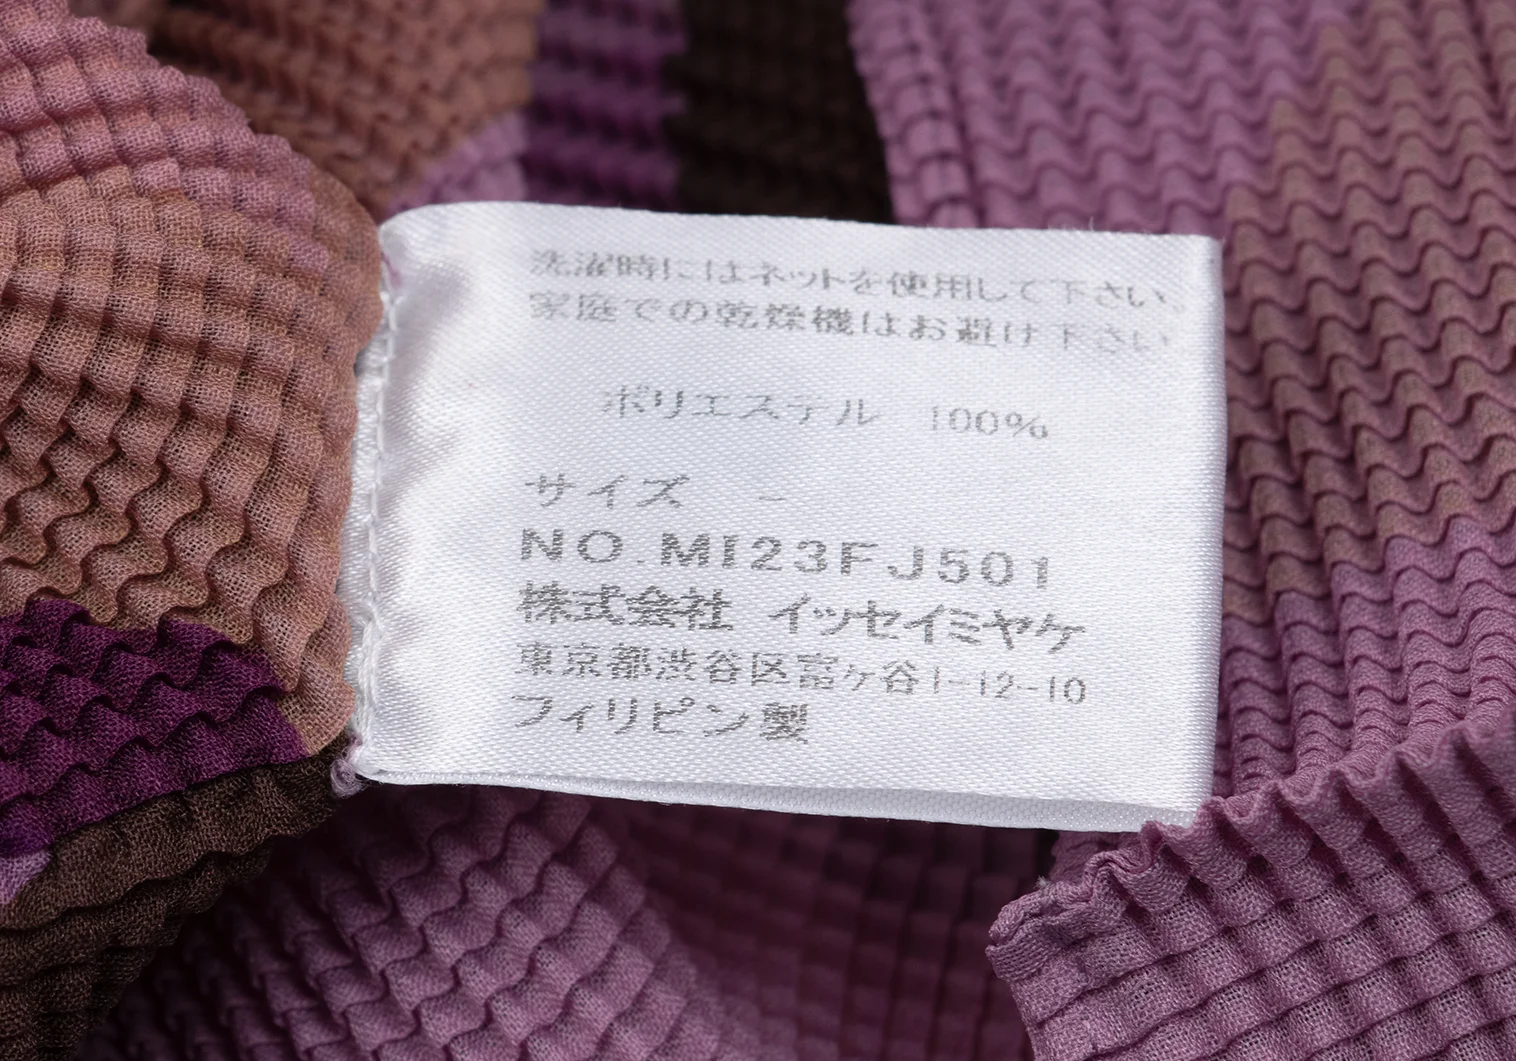 洗濯時にはネットを使用して下さい。
家庭での乾燥機はお避け下さい
ポリエステル 100%
サイズ -
NO.MI23FJ501
株式会社 イッセイミヤケ
東京都渋谷区富ヶ谷1-12-10
フィリピン製